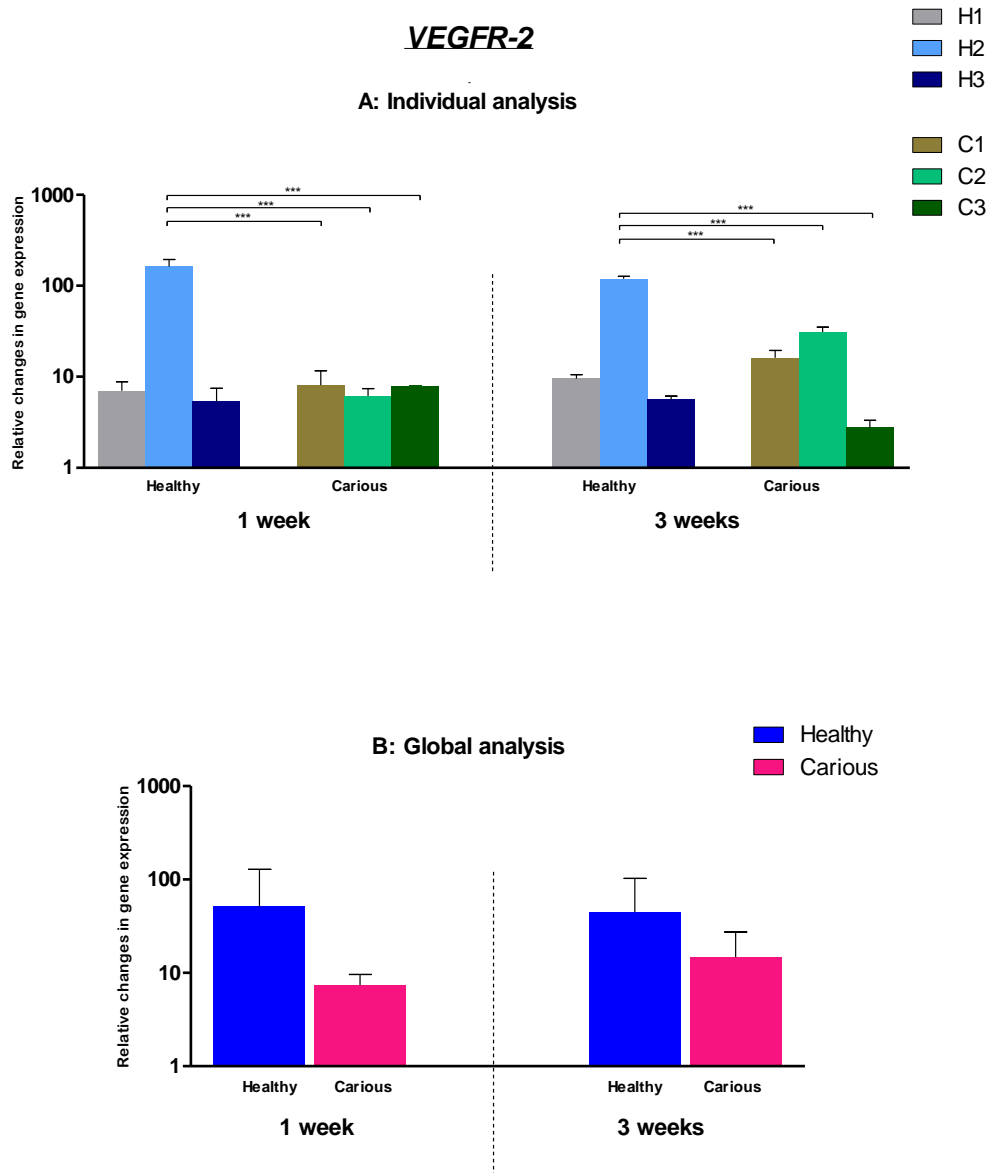 VEGFR-2
A: Individual analysis
H1
H2
H3
C1
C2
C3
Relative changes in gene expression
1000
100
10
1
***
***
***
***
***
***
Healthy
Carious
Healthy
Carious
1 week
3 weeks
B: Global analysis
Healthy
Carious
Relative changes in gene expression
1000
100
10
1
Healthy
Carious
Healthy
Carious
1 week
3 weeks